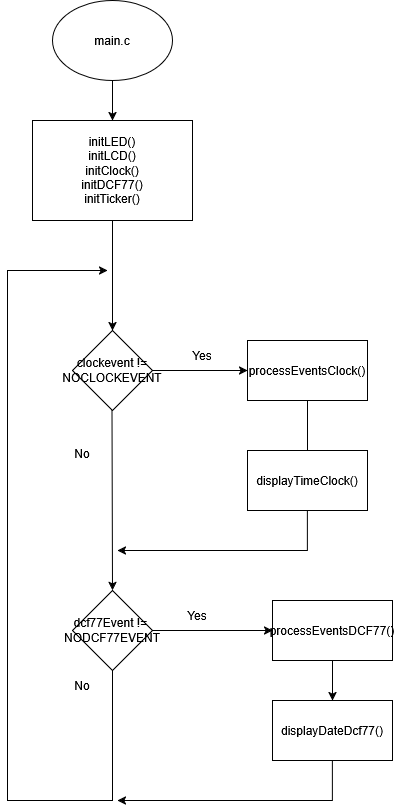 main.c
initLED()
initLCD()
initClock()
initDCF77()
initTicker()
clockevent !=
NOCLOCKEVENT
Yes
processEventsClock()
No
displayTimeClock()
dcf77Event !=
NODCF77EVENT
Yes
processEventsDCF77()
No
displayDateDcf77()